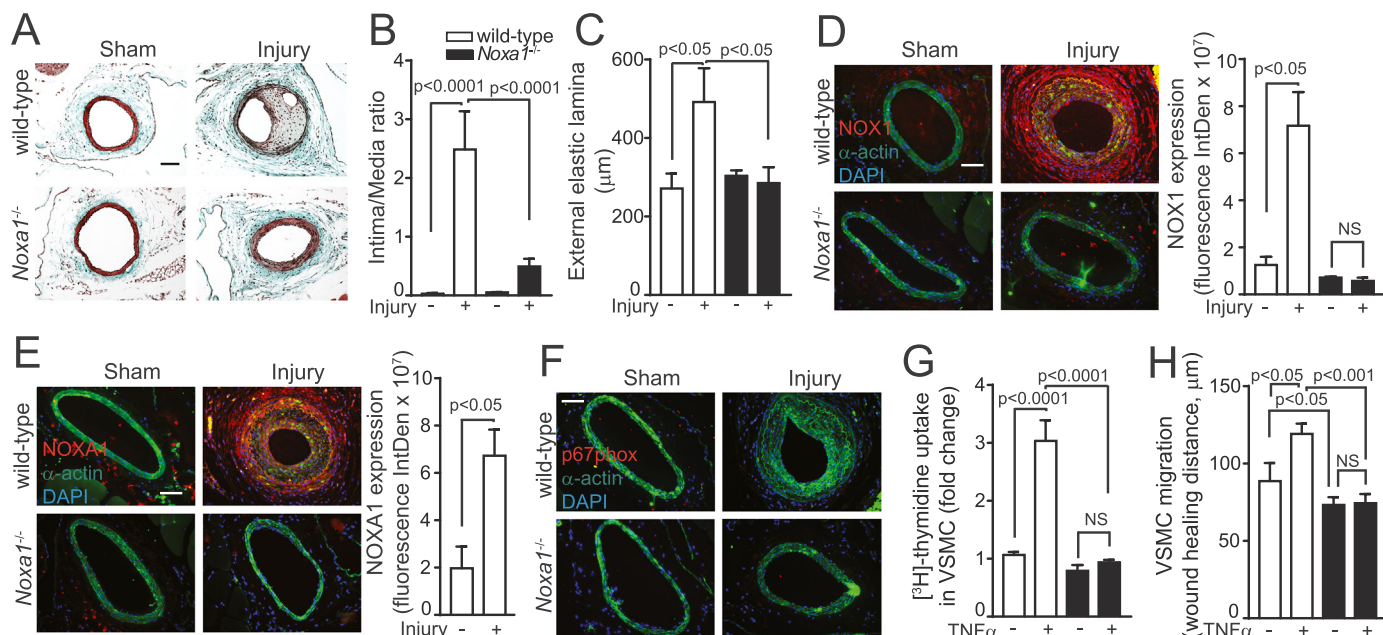 A
Sham
Injury
wild-type
Noxa1-/-
B
wild-type
Noxa1-/-
Intima/Media ratio
4
3
2
1
0
p<0.0001
p<0.0001
Injury
-
+
-
+
C
External elastic lamina
(μm)
600
400
200
0
p<0.05
p<0.05
Injury
-
+
-
+
D
Sham
Injury
wild-type
Noxa1-/-
NOX1
α-actin
DAPI
NOX1 expression
(fluorescence IntDen x 10⁷)
10
8
6
4
2
0
p<0.05
NS
Injury
-
+
-
+
E
Sham
Injury
wild-type
Noxa1-/-
NOXA1
α-actin
DAPI
NOXA1 expression
(fluorescence IntDen x 10⁷)
10
8
6
4
2
0
p<0.05
Injury
-
+
F
Sham
Injury
wild-type
Noxa1-/-
p67phox
α-actin
DAPI
G
[³H]-thymidine uptake
in VSMC (fold change)
4
3
2
1
0
p<0.0001
p<0.0001
NS
TNFα
-
+
-
+
H
VSMC migration
(wound healing distance, μm)
150
100
50
0
p<0.05
p<0.001
p<0.05
NS
TNFα
-
+
-
+